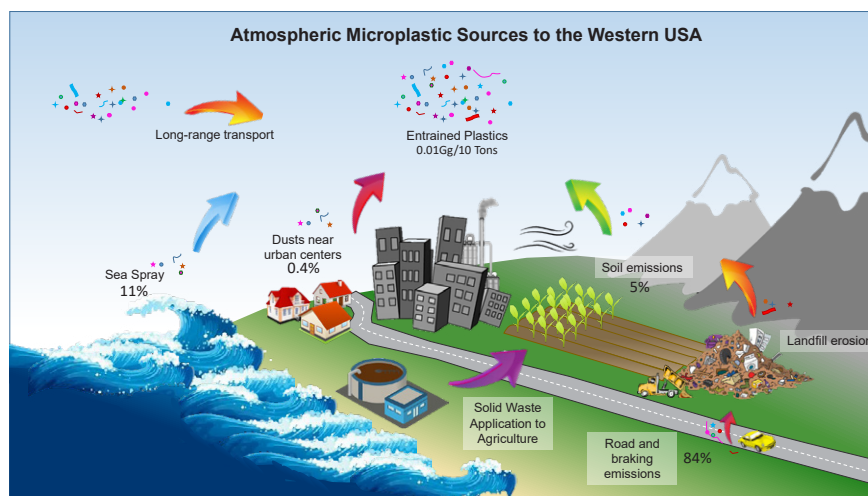 Atmospheric Microplastic Sources to the Western USA
Long-range transport
Entrained Plastics
0.01Gg/10 Tons
Dusts near
urban centers
0.4%
Sea Spray
11%
Soil emissions
5%
Landfill erosion
Solid Waste
Application to
Agriculture
Road and
braking
emissions
84%